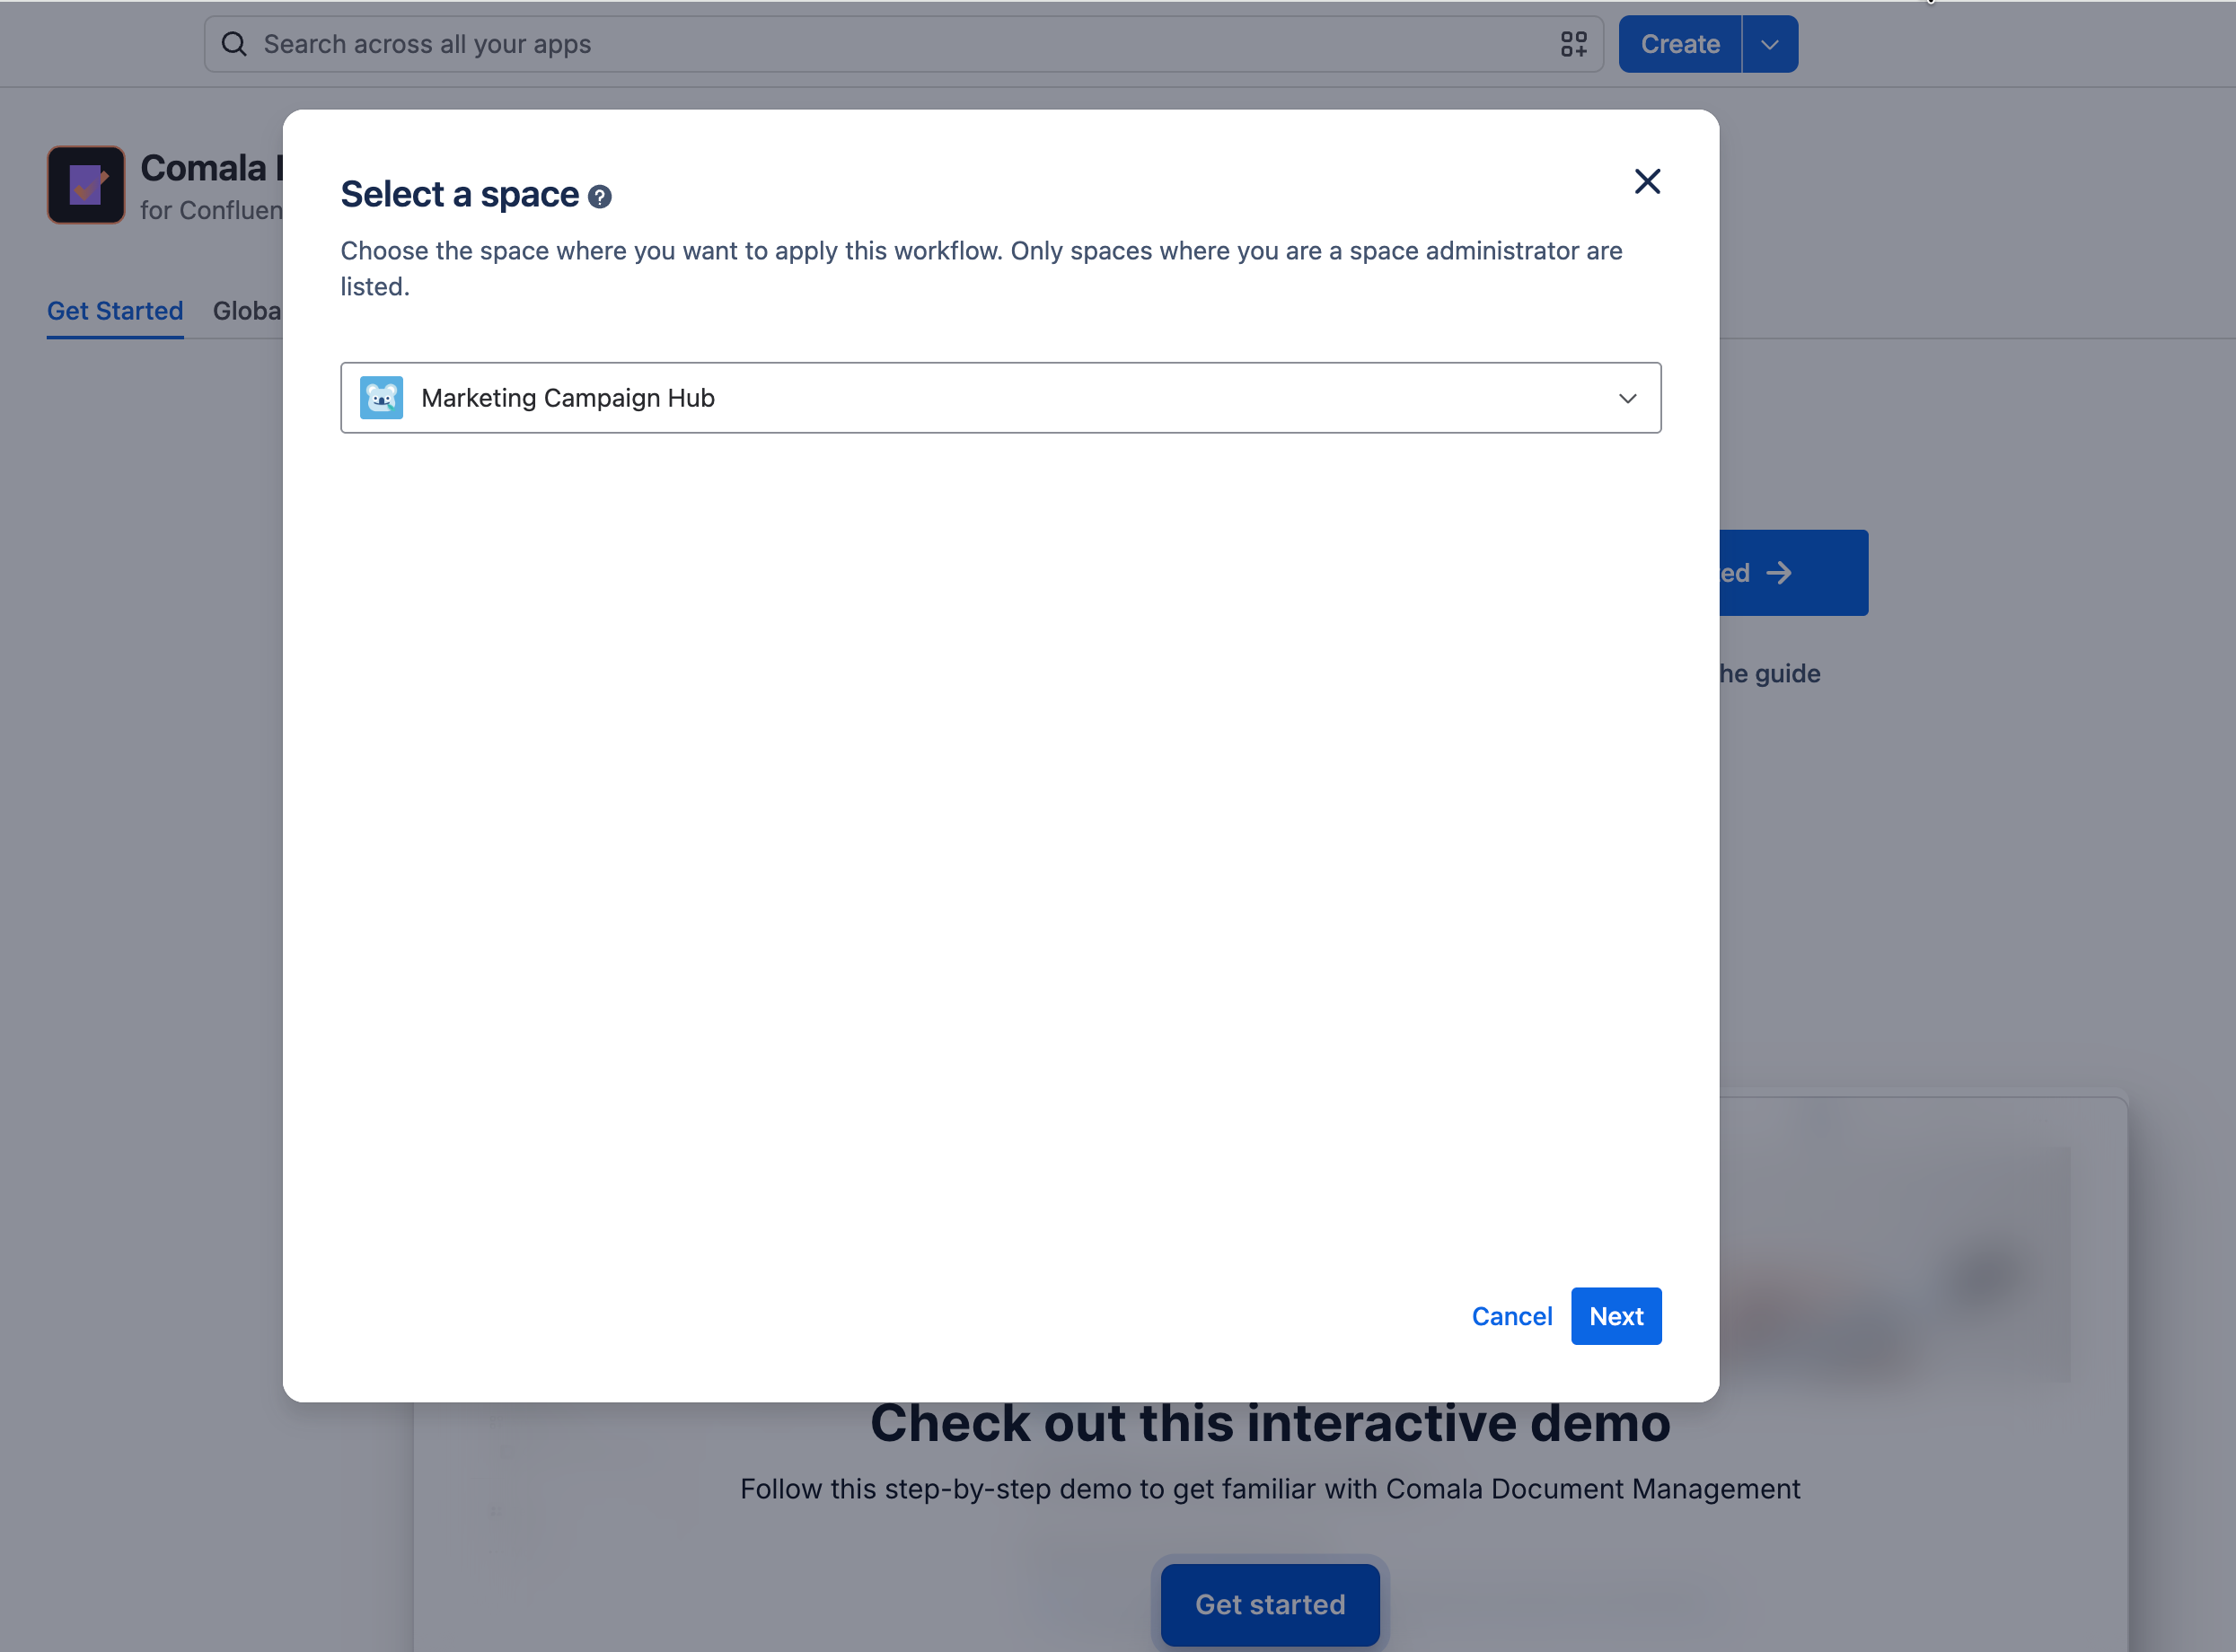 Search across all your apps
Create
Comala
for Confluen
Get Started Globa
Select a space
Choose the space where you want to apply this workflow. Only spaces where you are a space administrator are
listed.
Marketing Campaign Hub
ed
he guide
Cancel Next
Check out this interactive demo
Follow this step-by-step demo to get familiar with Comala Document Management
Get started